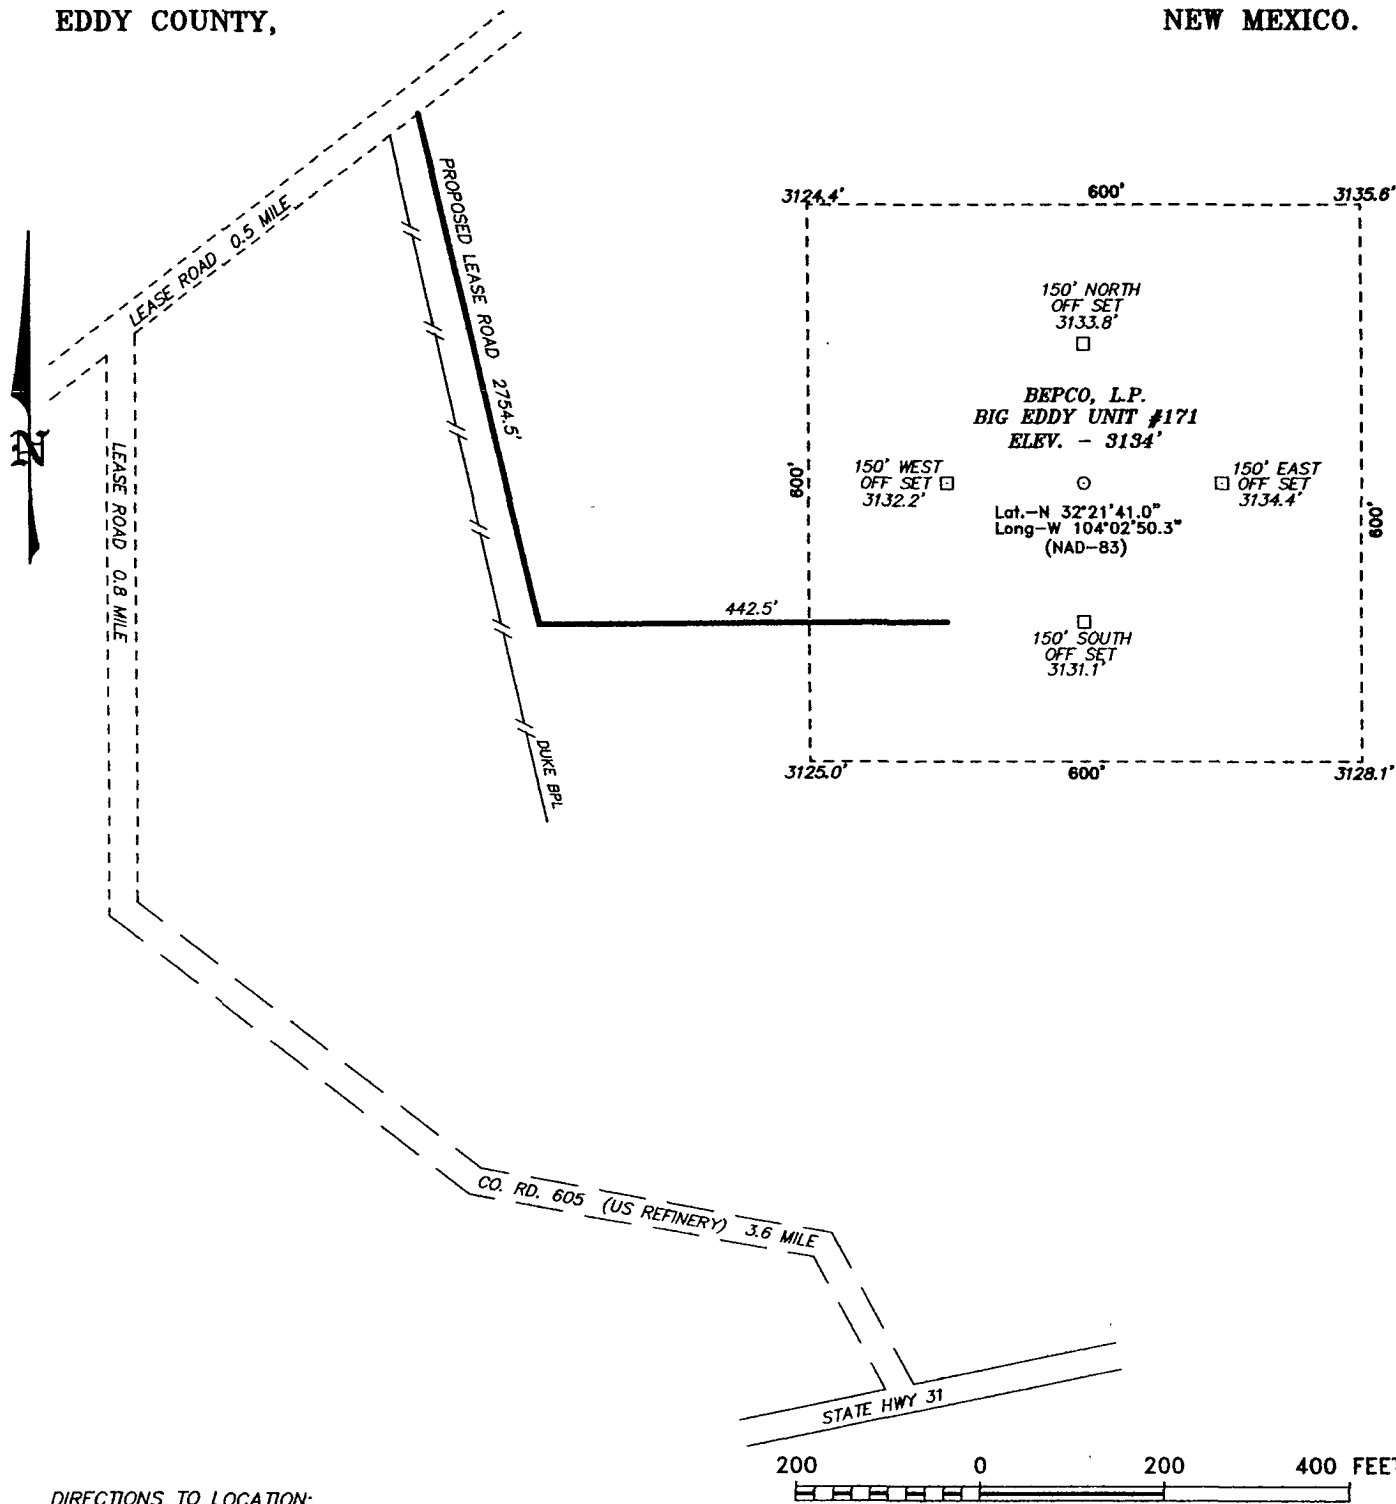 EDDY COUNTY,
NEW MEXICO.
PROPOSED LEASE ROAD 2754.5'
LEASE ROAD 0.5 MILE
3124.4'
600'
3135.6'
150' NORTH
OFF SET
3133.8'
BEPCO, L.P.
BIG EDDY UNIT #171
ELEV. - 3134'
600'
150' WEST
OFF SET
3132.2'
150' EAST
OFF SET
3134.4'
Lat.-N 32°21'41.0"
Long-W 104°02'50.3"
(NAD-83)
600'
N
LEASE ROAD 0.8 MILE
442.5'
150' SOUTH
OFF SET
3131.1'
DUKE BPL
3125.0'
600'
3128.1'
CO. RD. 605 (US REFINERY) 3.6 MILE
STATE HWY 31
200 0 200 400 FEET
DIRECTIONS TO LOCATION: